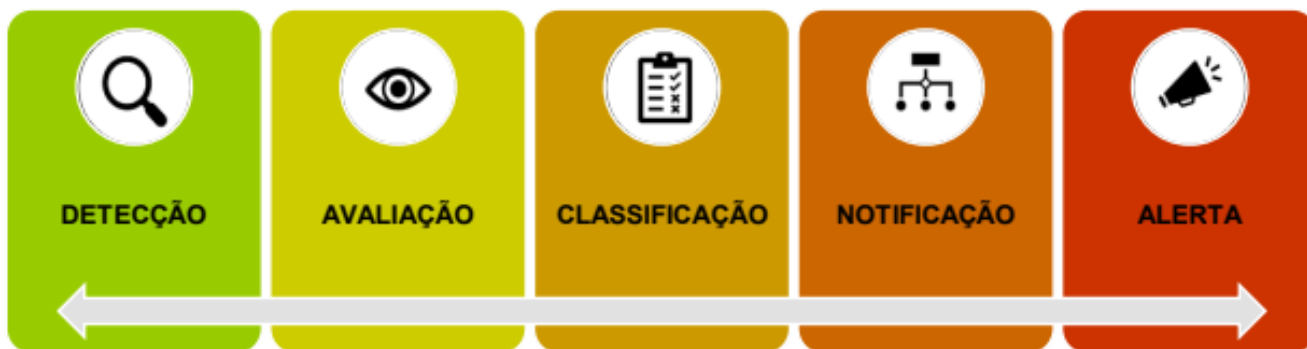 DETECÇÃO
AVALIAÇÃO
CLASSIFICAÇÃO
NOTIFICAÇÃO
ALERTA